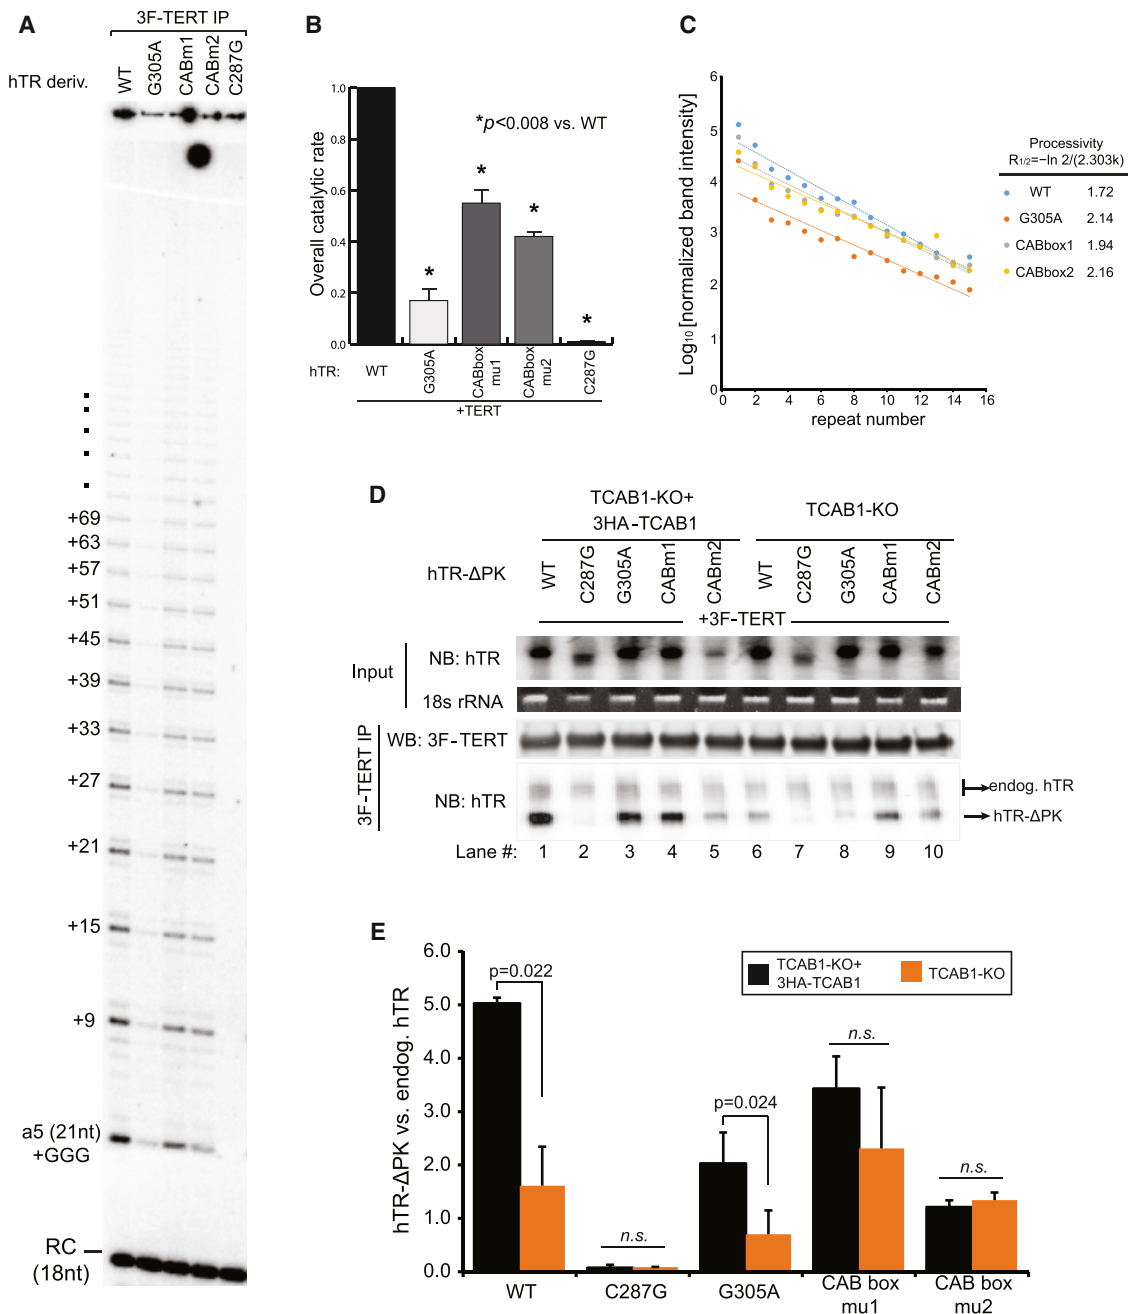 A
3F-TERT IP
hTR deriv.
WT
G305A
CABm1
CABm2
C287G
+69
+63
+57
+51
+45
+39
+33
+27
+21
+15
+9
a5 (21nt)
+GGG
RC
(18nt)
B
Overall catalytic rate
1.0
0.8
0.6
0.4
0.2
0.0
*p<0.008 vs. WT
*
*
*
*
hTR:
WT
G305A
CABbox
mu1
CABbox
mu2
C287G
+TERT
C
Log10[normalized band intensity]
6
5
4
3
2
1
0
0 2 4 6 8 10 12 14 16
repeat number
Processivity
R1/2=−ln 2/(2.303k)
WT 1.72
G305A 2.14
CABbox1 1.94
CABbox2 2.16
D
TCAB1-KO+
3HA-TCAB1
TCAB1-KO
hTR-ΔPK
WT
C287G
G305A
CABm1
CABm2
WT
C287G
G305A
CABm1
CABm2
+3F-TERT
Input
NB: hTR
18s rRNA
3F-TERT IP
WB: 3F-TERT
NB: hTR
endog. hTR
hTR-ΔPK
Lane #: 1 2 3 4 5 6 7 8 9 10
E
hTR-ΔPK vs. endog. hTR
6.0
5.0
4.0
3.0
2.0
1.0
0.0
TCAB1-KO+
3HA-TCAB1
TCAB1-KO
p=0.022
n.s.
p=0.024
n.s.
n.s.
WT
C287G
G305A
CAB box
mu1
CAB box
mu2